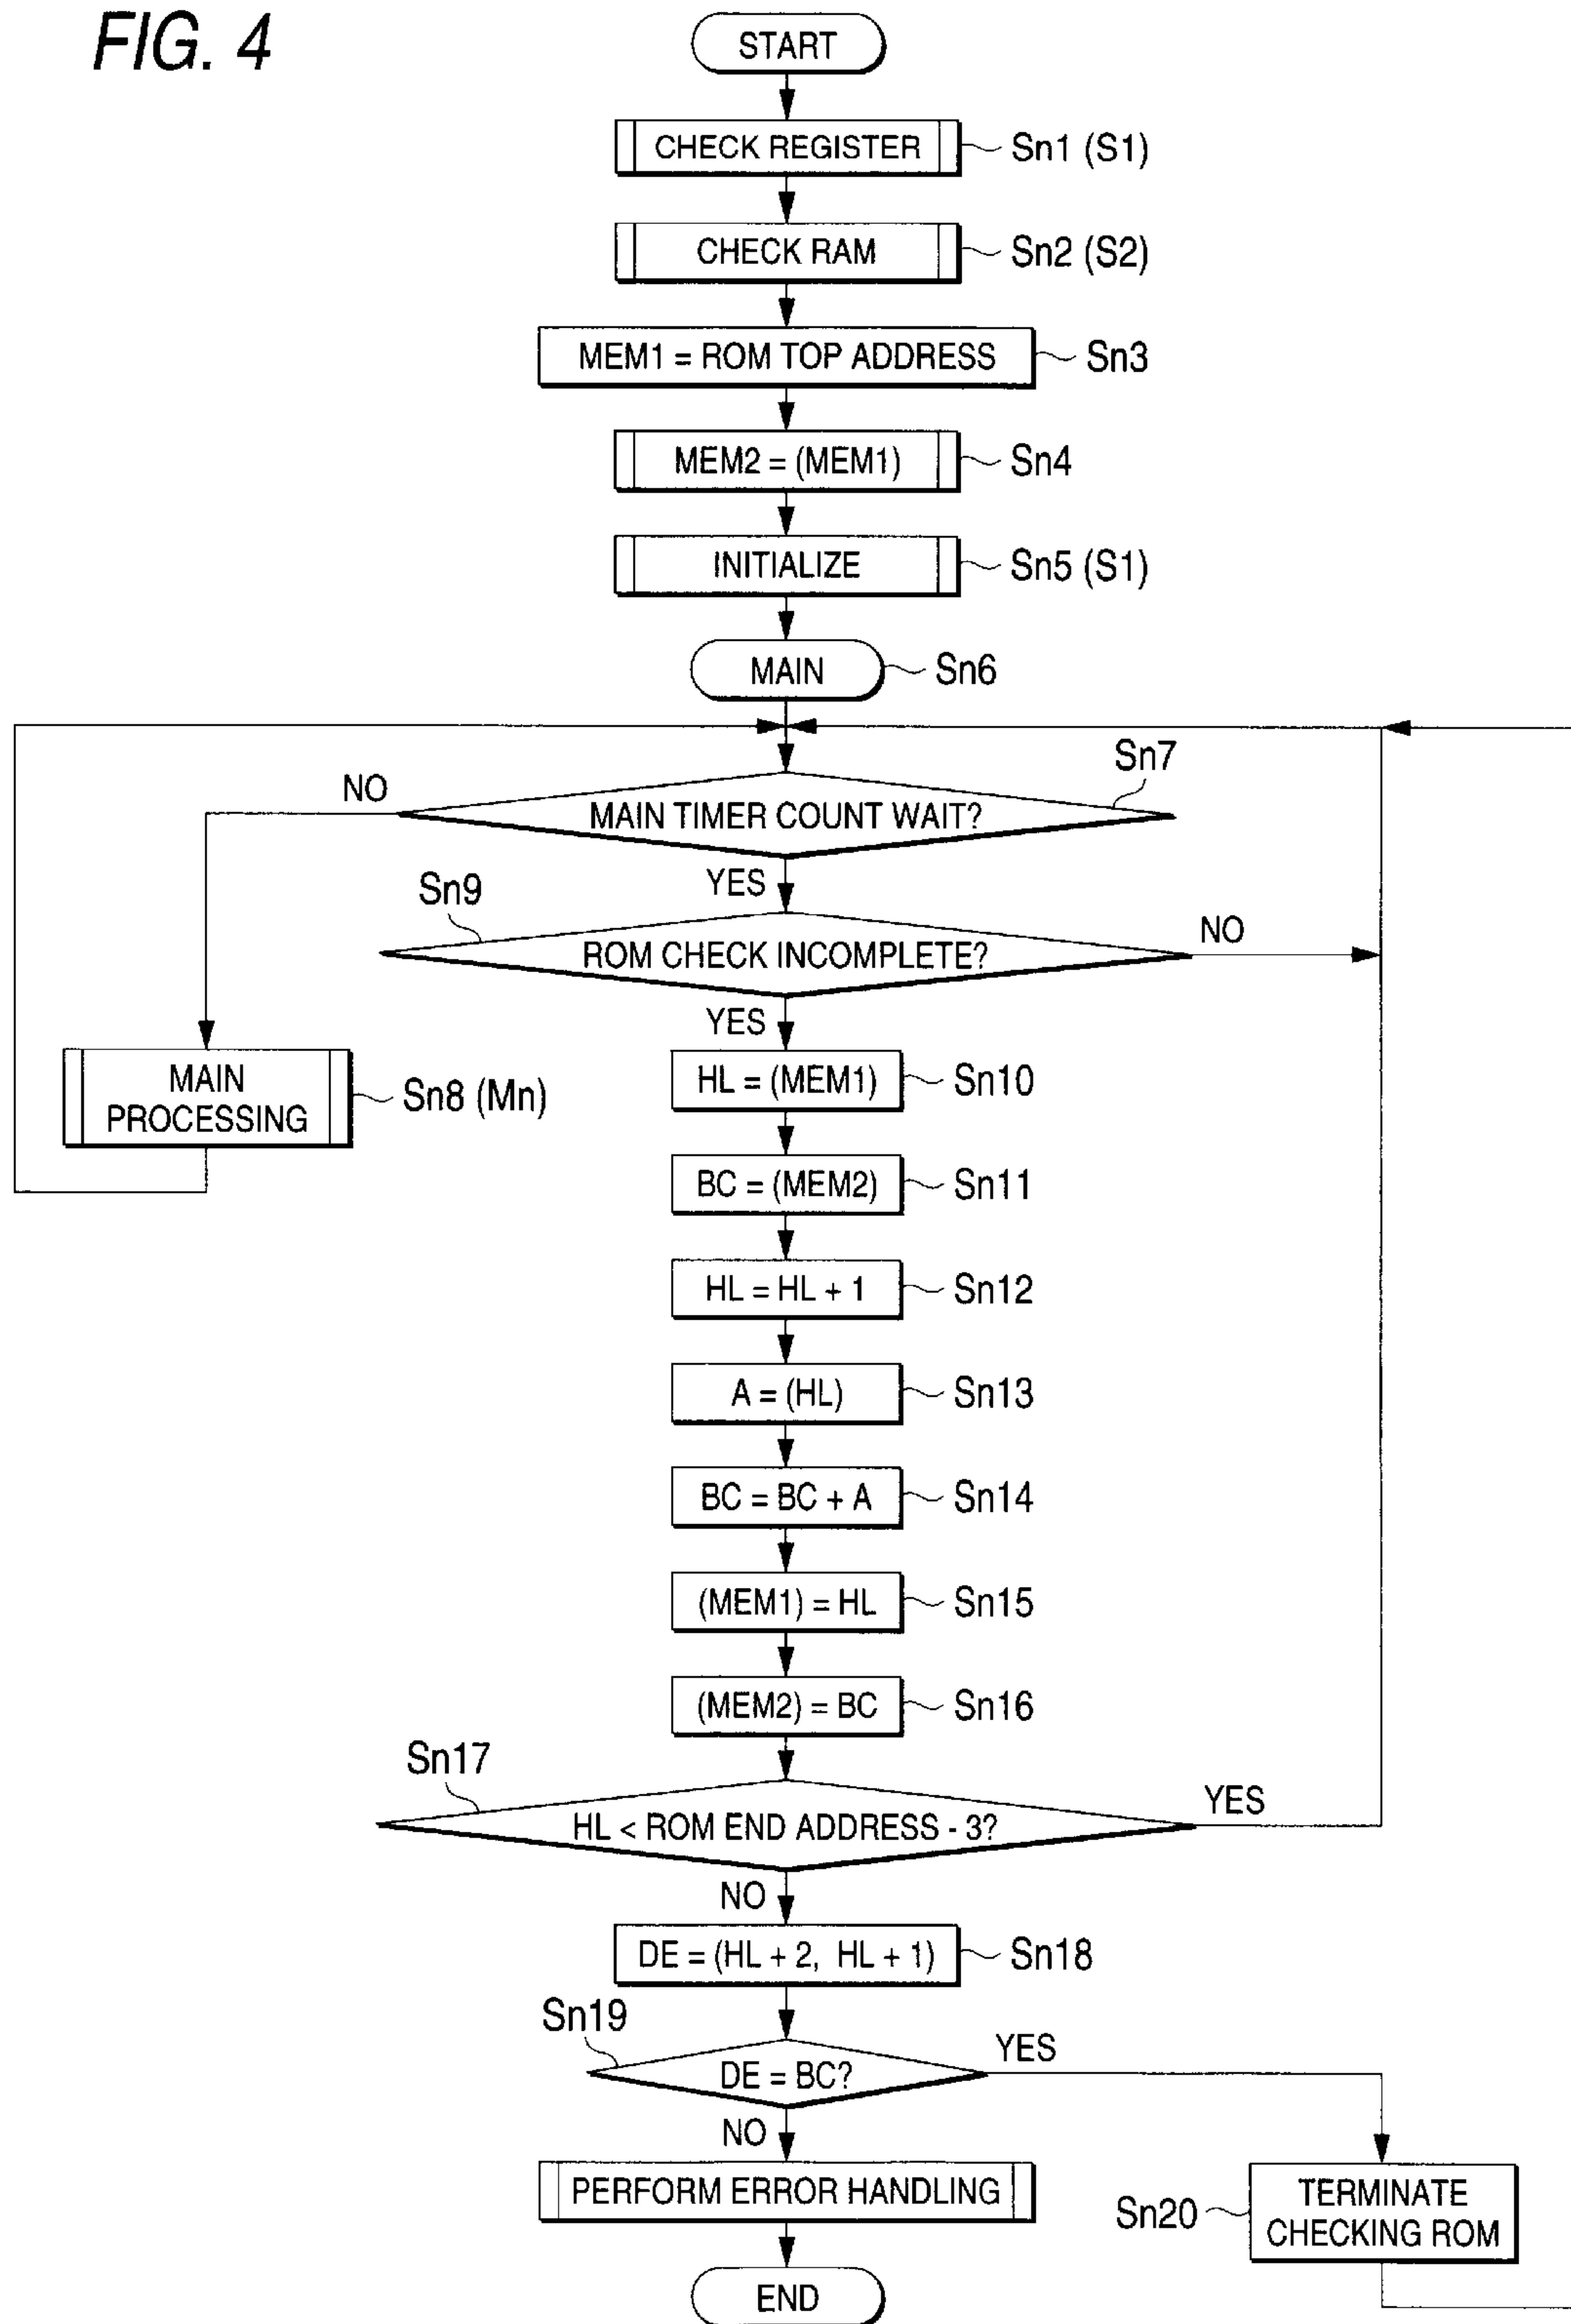 FIG. 4
START
CHECK REGISTER
Sn1 (S1)
CHECK RAM
Sn2 (S2)
MEM1 = ROM TOP ADDRESS
Sn3
MEM2 = (MEM1)
Sn4
INITIALIZE
Sn5 (S1)
MAIN
Sn6
Sn7
NO
MAIN TIMER COUNT WAIT?
YES
Sn9
NO
ROM CHECK INCOMPLETE?
YES
MAIN
PROCESSING
Sn8 (Mn)
HL = (MEM1)
Sn10
BC = (MEM2)
Sn11
HL = HL + 1
Sn12
A = (HL)
Sn13
BC = BC + A
Sn14
(MEM1) = HL
Sn15
(MEM2) = BC
Sn16
Sn17
HL < ROM END ADDRESS - 3?
YES
NO
DE = (HL + 2, HL + 1)
Sn18
Sn19
DE = BC?
YES
NO
PERFORM ERROR HANDLING
Sn20
TERMINATE
CHECKING ROM
END